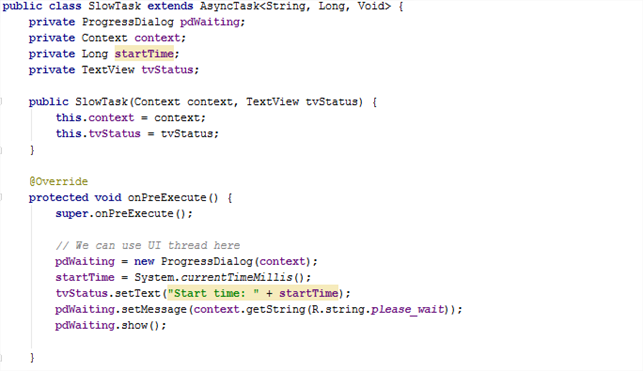 public class SlowTask extends AsyncTask<String, Long, Void> {
private ProgressDialog pdWaiting;
private Context context;
private Long startTime;
private TextView tvStatus;
public SlowTask(Context context, TextView tvStatus) {
this.context = context;
this.tvStatus = tvStatus;
}
@Override
protected void onPreExecute() {
super.onPreExecute();
// We can use UI thread here
pdWaiting = new ProgressDialog(context);
startTime = System.currentTimeMillis();
tvStatus.setText("Start time: " + startTime);
pdWaiting.setMessage(context.getString(R.string.please_wait));
pdWaiting.show();
}